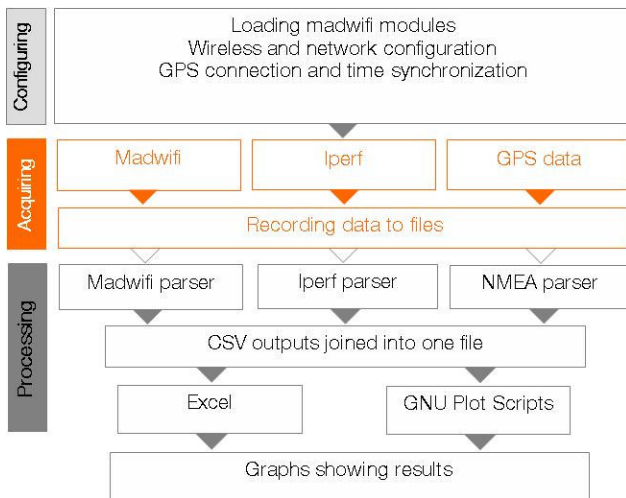 Configuring
Loading madwifi modules
Wireless and network configuration
GPS connection and time synchronization
Acquiring
Madwifi
Iperf
GPS data
Recording data to files
Processing
Madwifi parser
Iperf parser
NMEA parser
CSV outputs joined into one file
Excel
GNU Plot Scripts
Graphs showing results